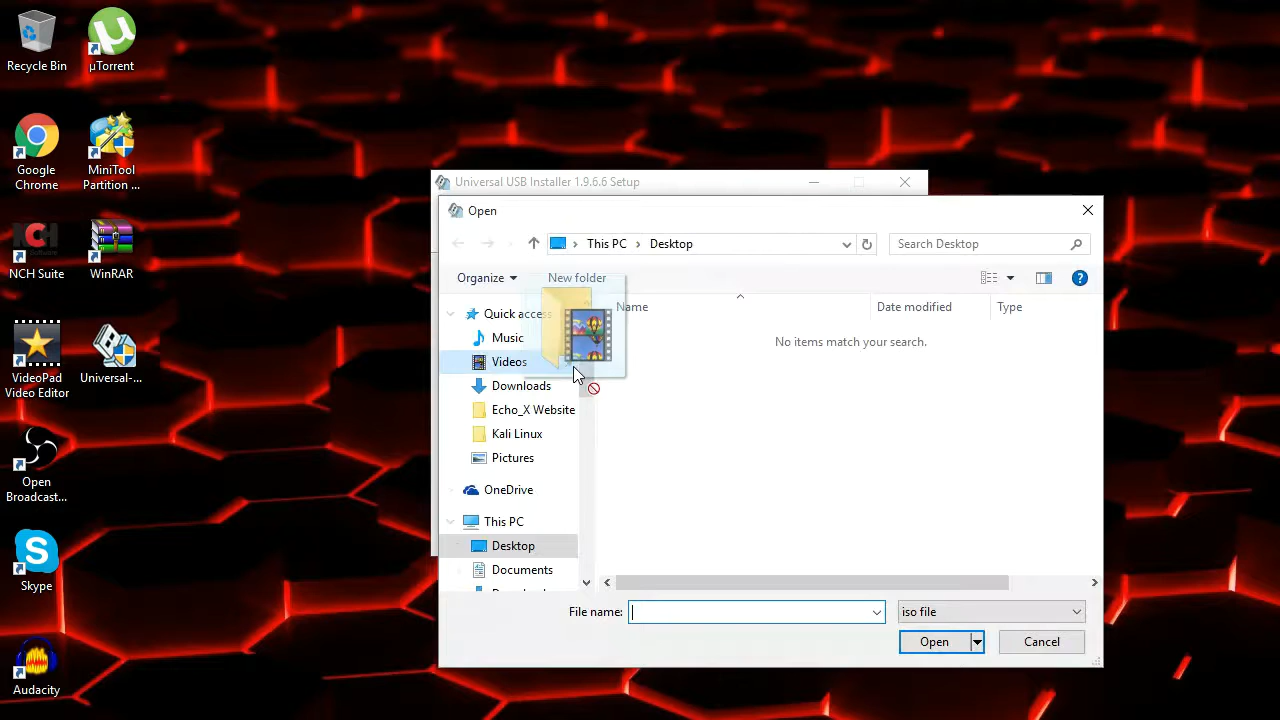 Recycle Bin
µTorrent
Google
Chrome
MiniTool
Partition ...
NCH
NCH Suite
WinRAR
VideoPad
Video Editor
Universal-...
Open
Broadcast...
Skype
Audacity
Universal USB Installer 1.9.6.6 Setup
Open
This PC
Desktop
Search Desktop
Organize
New folder
?
Name
Date modified
Type
No items match your search.
Quick access
Music
Videos
Downloads
Echo_X Website
Kali Linux
Pictures
OneDrive
This PC
Desktop
Documents
File name:
iso file
Open
Cancel